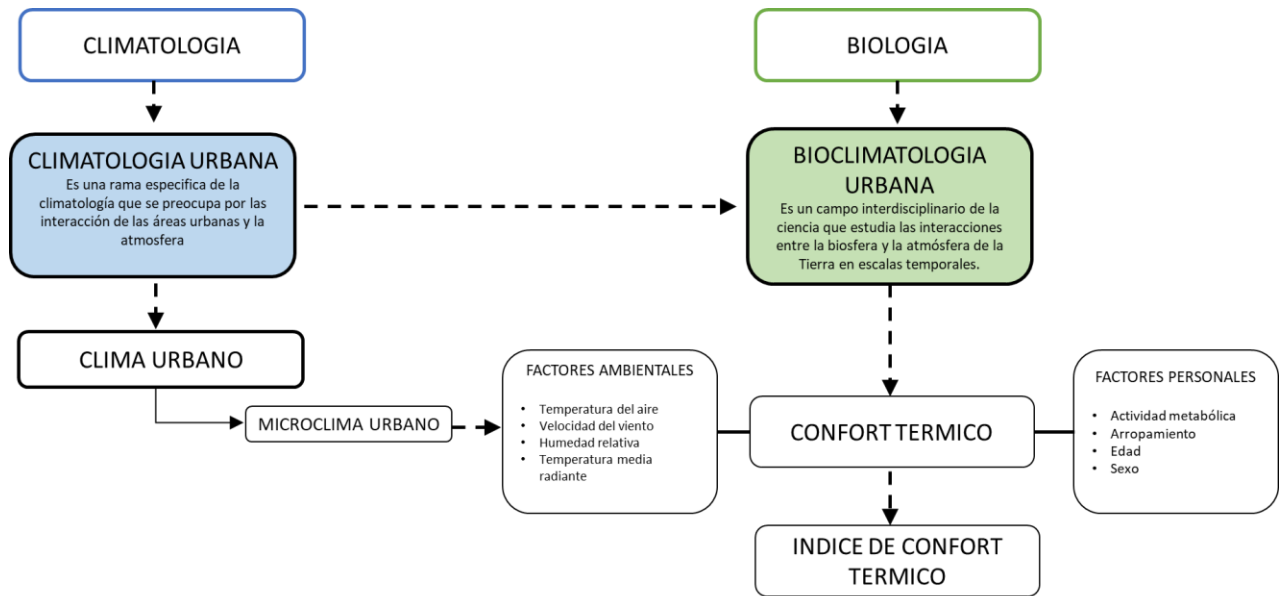 CLIMATOLOGIA
BIOLOGIA
CLIMATOLOGIA URBANA
Es una rama especifica de la
climatología que se preocupa por las
interacción de las áreas urbanas y la
atmosfera
BIOCLIMATOLOGIA
URBANA
Es un campo interdisciplinario de la
ciencia que estudia las interacciones
entre la biosfera y la atmósfera de la
Tierra en escalas temporales.
CLIMA URBANO
MICROCLIMA URBANO
FACTORES AMBIENTALES
• Temperatura del aire
• Velocidad del viento
• Humedad relativa
• Temperatura media
radiante
CONFORT TERMICO
FACTORES PERSONALES
• Actividad metabólica
• Arropamiento
• Edad
• Sexo
INDICE DE CONFORT
TERMICO